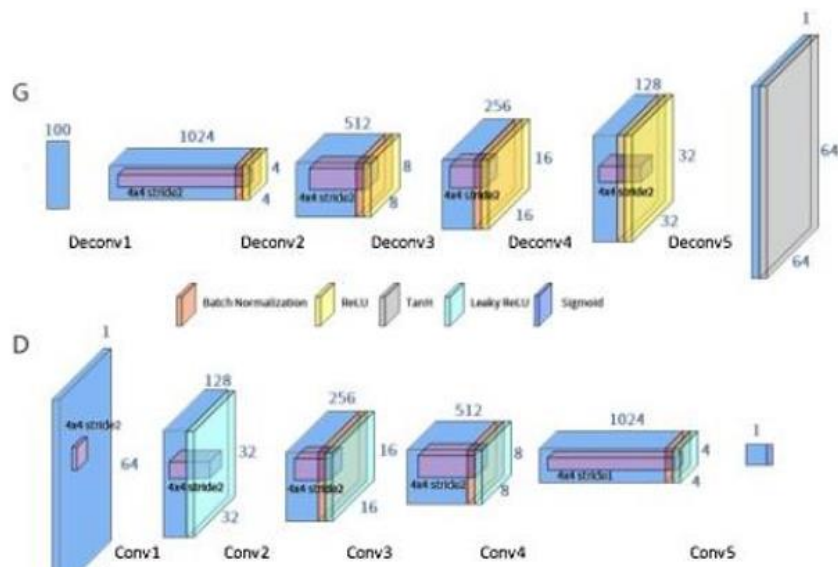 1
G
128
256
512
1024
100
4
4
8
8
16
16
32
32
64
64
4x4 stride2
4x4 stride2
4x4 stride2
4x4 stride2
Deconv1 Deconv2 Deconv3 Deconv4 Deconv5
Batch Normalization ReLU TanH Leaky ReLU Sigmoid
D
1
128
256
512
1024
1
4x4 stride2
64
32
32
16
16
8
8
4
4
4x4 stride2
4x4 stride2
4x4 stride2
4x4 stride1
Conv1 Conv2 Conv3 Conv4 Conv5